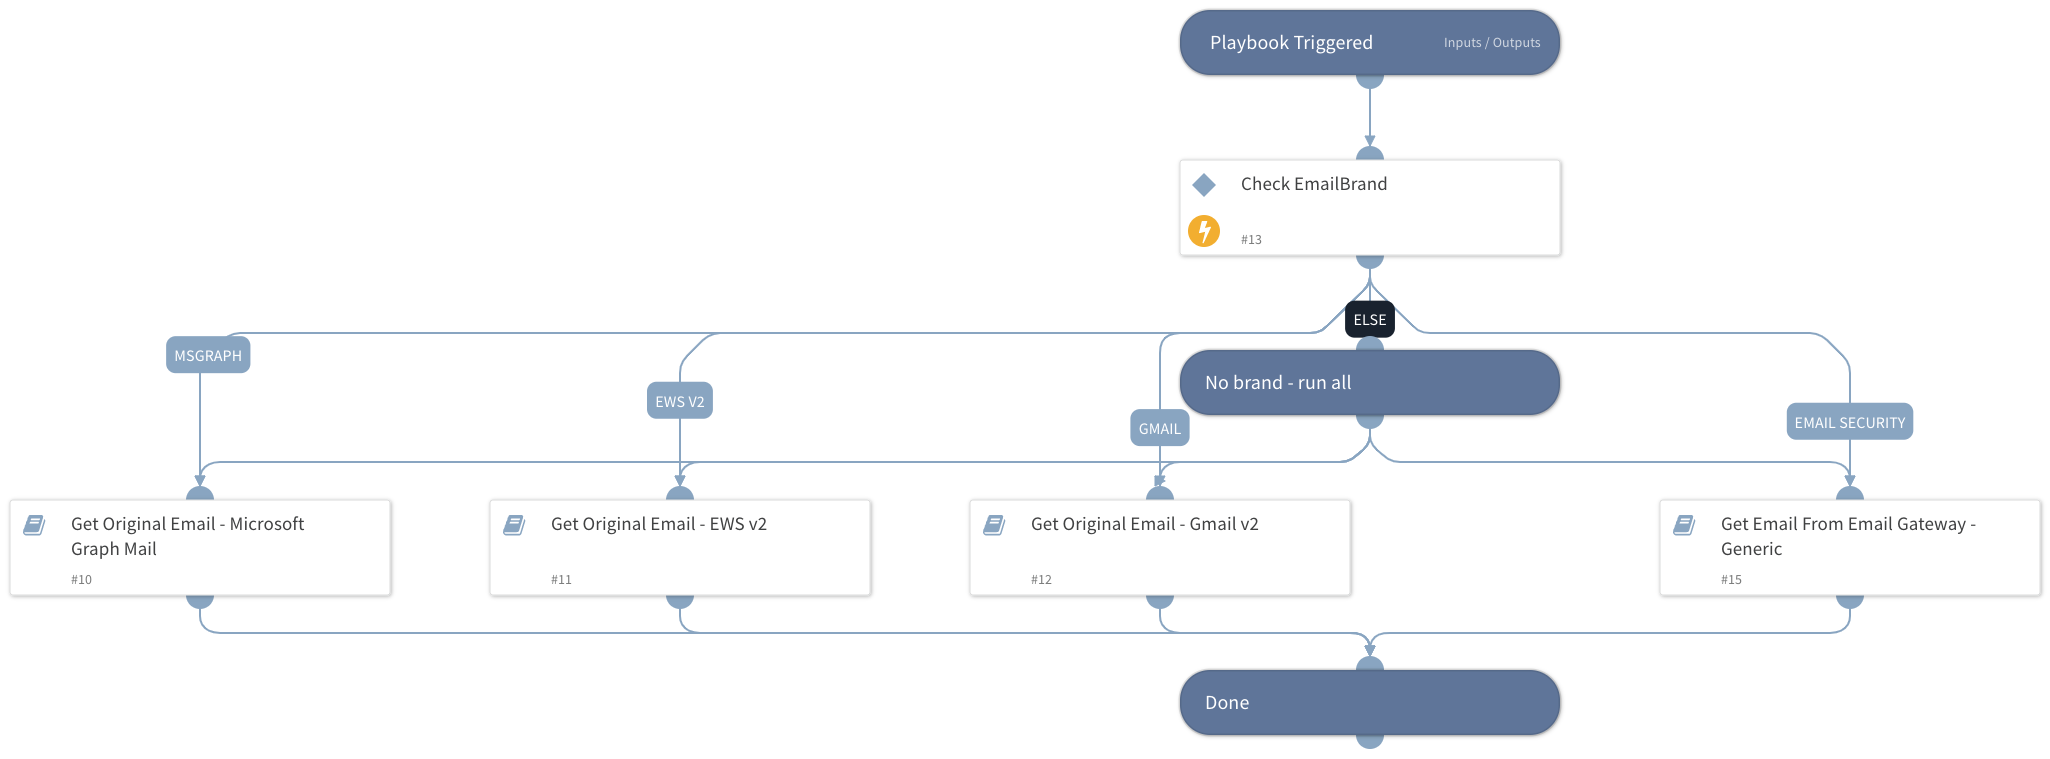 Playbook Triggered
Inputs / Outputs
Check EmailBrand
#13
ELSE
MSGRAPH
EWS V2
GMAIL
No brand - run all
EMAIL SECURITY
Get Original Email - Microsoft
Graph Mail
#10
Get Original Email - EWS v2
#11
Get Original Email - Gmail v2
#12
Get Email From Email Gateway -
Generic
#15
Done